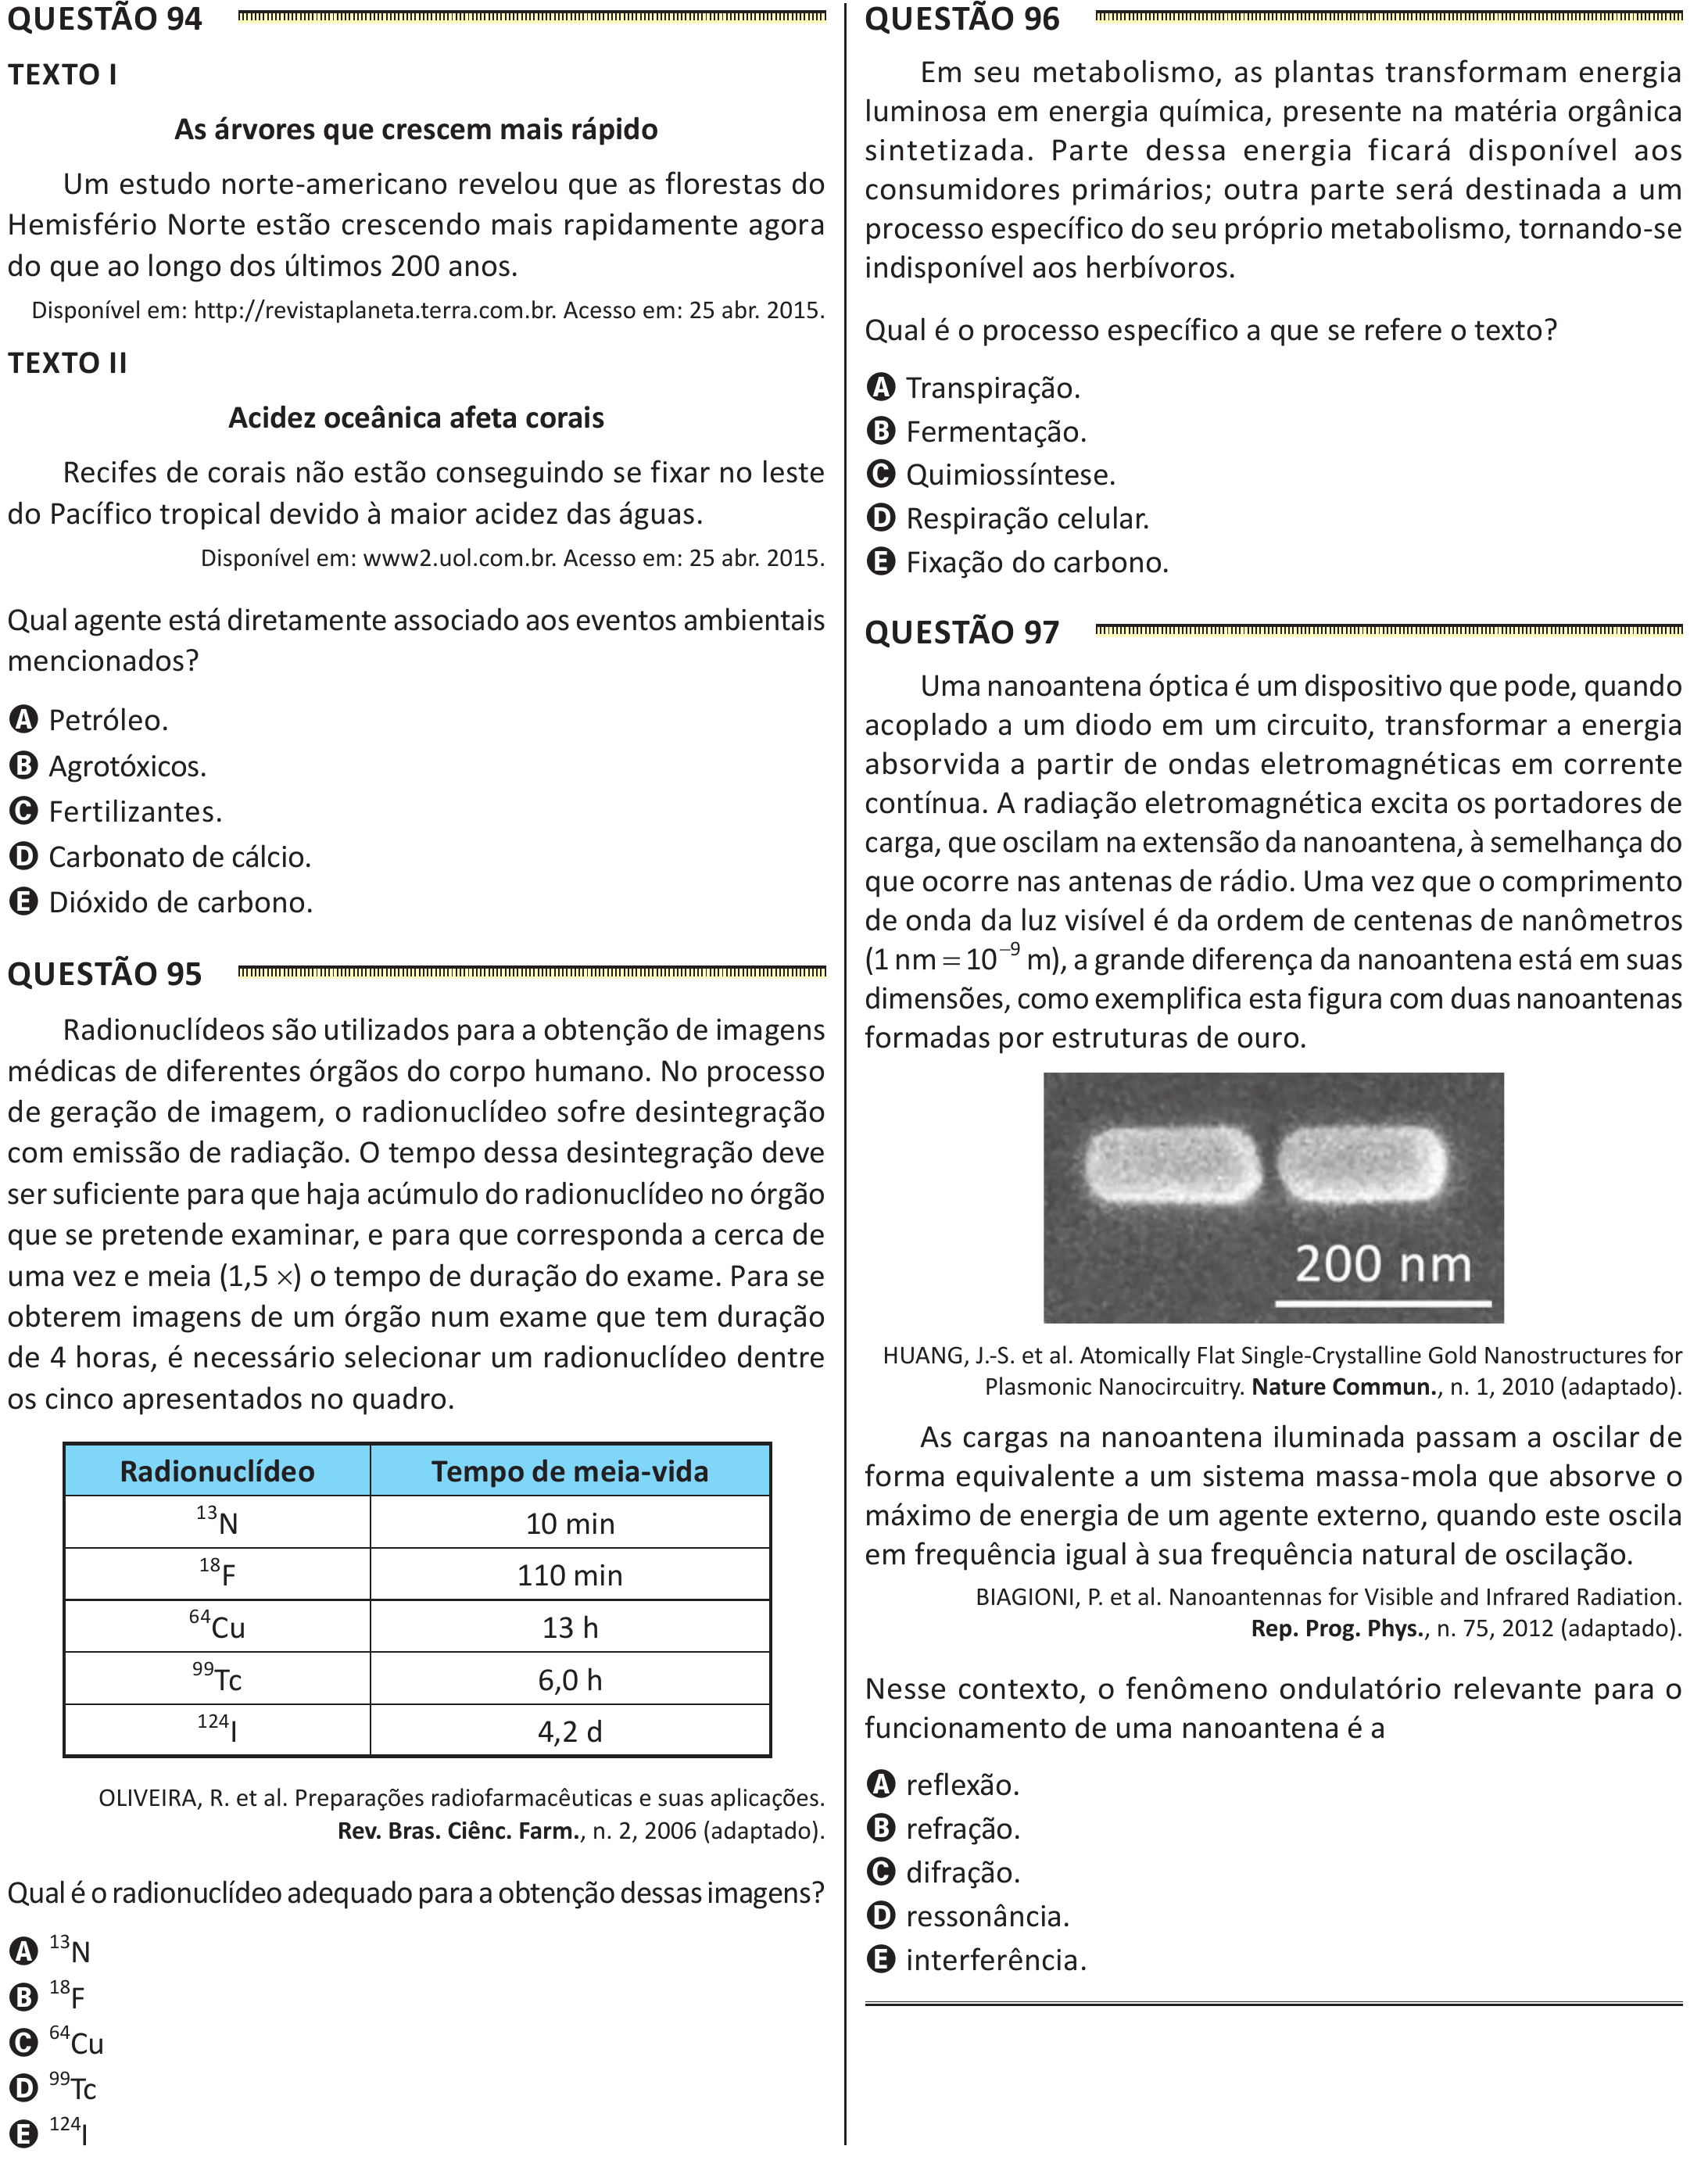 QUESTÃO 94
TEXTO I
As árvores que crescem mais rápido
Um estudo norte-americano revelou que as florestas do
Hemisfério Norte estão crescendo mais rapidamente agora
do que ao longo dos últimos 200 anos.
Disponível em: http://revistaplaneta.terra.com.br. Acesso em: 25 abr. 2015.
TEXTO II
Acidez oceânica afeta corais
Recifes de corais não estão conseguindo se fixar no leste
do Pacífico tropical devido à maior acidez das águas.
Disponível em: www2.uol.com.br. Acesso em: 25 abr. 2015.
Qual agente está diretamente associado aos eventos ambientais
mencionados?
A Petróleo.
B Agrotóxicos.
C Fertilizantes.
D Carbonato de cálcio.
E Dióxido de carbono.
QUESTÃO 95
Radionuclídeos são utilizados para a obtenção de imagens
médicas de diferentes órgãos do corpo humano. No processo
de geração de imagem, o radionuclídeo sofre desintegração
com emissão de radiação. O tempo dessa desintegração deve
ser suficiente para que haja acúmulo do radionuclídeo no órgão
que se pretende examinar, e para que corresponda a cerca de
uma vez e meia (1,5 ×) o tempo de duração do exame. Para se
obterem imagens de um órgão num exame que tem duração
de 4 horas, é necessário selecionar um radionuclídeo dentre
os cinco apresentados no quadro.
Radionuclídeo Tempo de meia-vida
¹³N 10 min
¹⁸F 110 min
⁶⁴Cu 13 h
⁹⁹Tc 6,0 h
¹²⁴I 4,2 d
OLIVEIRA, R. et al. Preparações radiofarmacêuticas e suas aplicações.
Rev. Bras. Ciênc. Farm., n. 2, 2006 (adaptado).
Qual é o radionuclídeo adequado para a obtenção dessas imagens?
A ¹³N
B ¹⁸F
C ⁶⁴Cu
D ⁹⁹Tc
E ¹²⁴I
QUESTÃO 96
Em seu metabolismo, as plantas transformam energia
luminosa em energia química, presente na matéria orgânica
sintetizada. Parte dessa energia ficará disponível aos
consumidores primários; outra parte será destinada a um
processo específico do seu próprio metabolismo, tornando-se
indisponível aos herbívoros.
Qual é o processo específico a que se refere o texto?
A Transpiração.
B Fermentação.
C Quimiossíntese.
D Respiração celular.
E Fixação do carbono.
QUESTÃO 97
Uma nanoantena óptica é um dispositivo que pode, quando
acoplado a um diodo em um circuito, transformar a energia
absorvida a partir de ondas eletromagnéticas em corrente
contínua. A radiação eletromagnética excita os portadores de
carga, que oscilam na extensão da nanoantena, à semelhança do
que ocorre nas antenas de rádio. Uma vez que o comprimento
de onda da luz visível é da ordem de centenas de nanômetros
(1 nm = 10⁻⁹ m), a grande diferença da nanoantena está em suas
dimensões, como exemplifica esta figura com duas nanoantenas
formadas por estruturas de ouro.
200 nm
HUANG, J.-S. et al. Atomically Flat Single-Crystalline Gold Nanostructures for
Plasmonic Nanocircuitry. Nature Commun., n. 1, 2010 (adaptado).
As cargas na nanoantena iluminada passam a oscilar de
forma equivalente a um sistema massa-mola que absorve o
máximo de energia de um agente externo, quando este oscila
em frequência igual à sua frequência natural de oscilação.
BIAGIONI, P. et al. Nanoantennas for Visible and Infrared Radiation.
Rep. Prog. Phys., n. 75, 2012 (adaptado).
Nesse contexto, o fenômeno ondulatório relevante para o
funcionamento de uma nanoantena é a
A reflexão.
B refração.
C difração.
D ressonância.
E interferência.